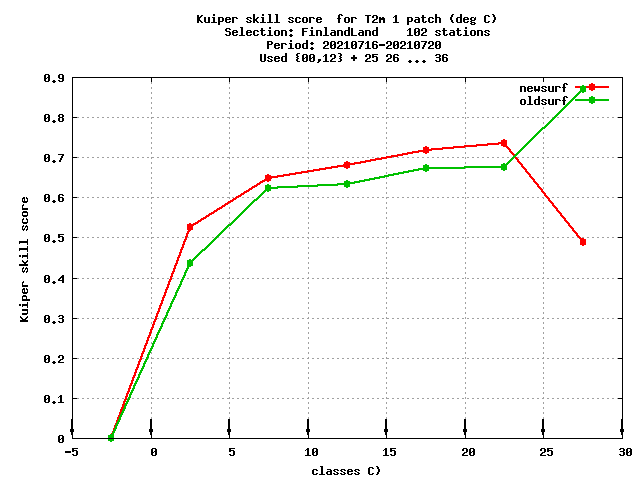 Kuiper skill score  for T2m 1 patch (deg C)
Selection: FinlandLand    102 stations
Period: 20210716-20210720
Used {00,12} + 25 26 ... 36
newsurf
oldsurf
0.9
0.8
0.7
0.6
0.5
0.4
0.3
0.2
0.1
0
Kuiper skill score
-5 0 5 10 15 20 25 30
classes C)